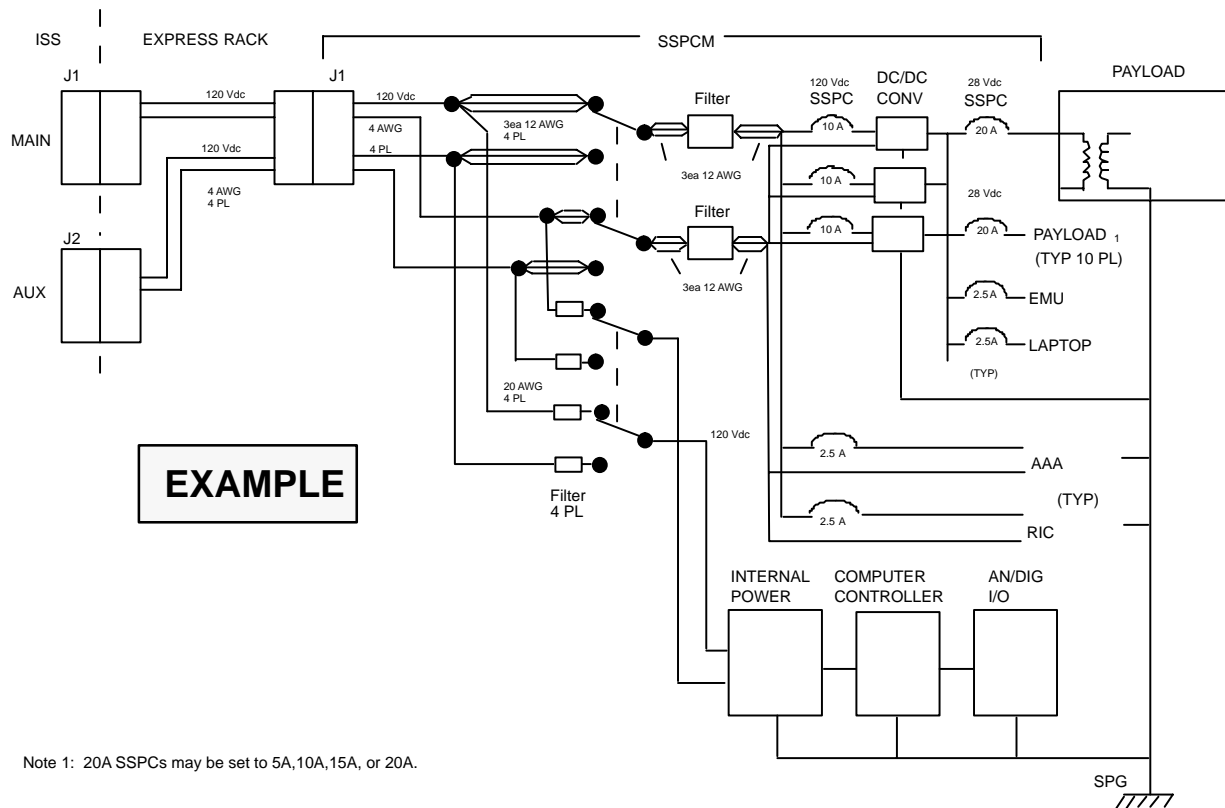 ISS
EXPRESS RACK
SSPCM
J1
J1
120 Vdc
120 Vdc
120 Vdc
DC/DC
CONV
28 Vdc
SSPC
SSPC
PAYLOAD
Filter
MAIN
4 AWG
3ea 12 AWG
4 PL
10 A
20 A
120 Vdc
4 PL
3ea 12 AWG
10 A
4 AWG
4 PL
28 Vdc
Filter
J2
10 A
20 A
PAYLOAD 1
(TYP 10 PL)
AUX
3ea 12 AWG
2.5 A
EMU
2.5A
LAPTOP
(TYP)
20 AWG
4 PL
120 Vdc
2.5 A
AAA
EXAMPLE
Filter
4 PL
(TYP)
2.5 A
RIC
INTERNAL
POWER
COMPUTER
CONTROLLER
AN/DIG
I/O
Note 1: 20A SSPCs may be set to 5A,10A,15A, or 20A.
SPG